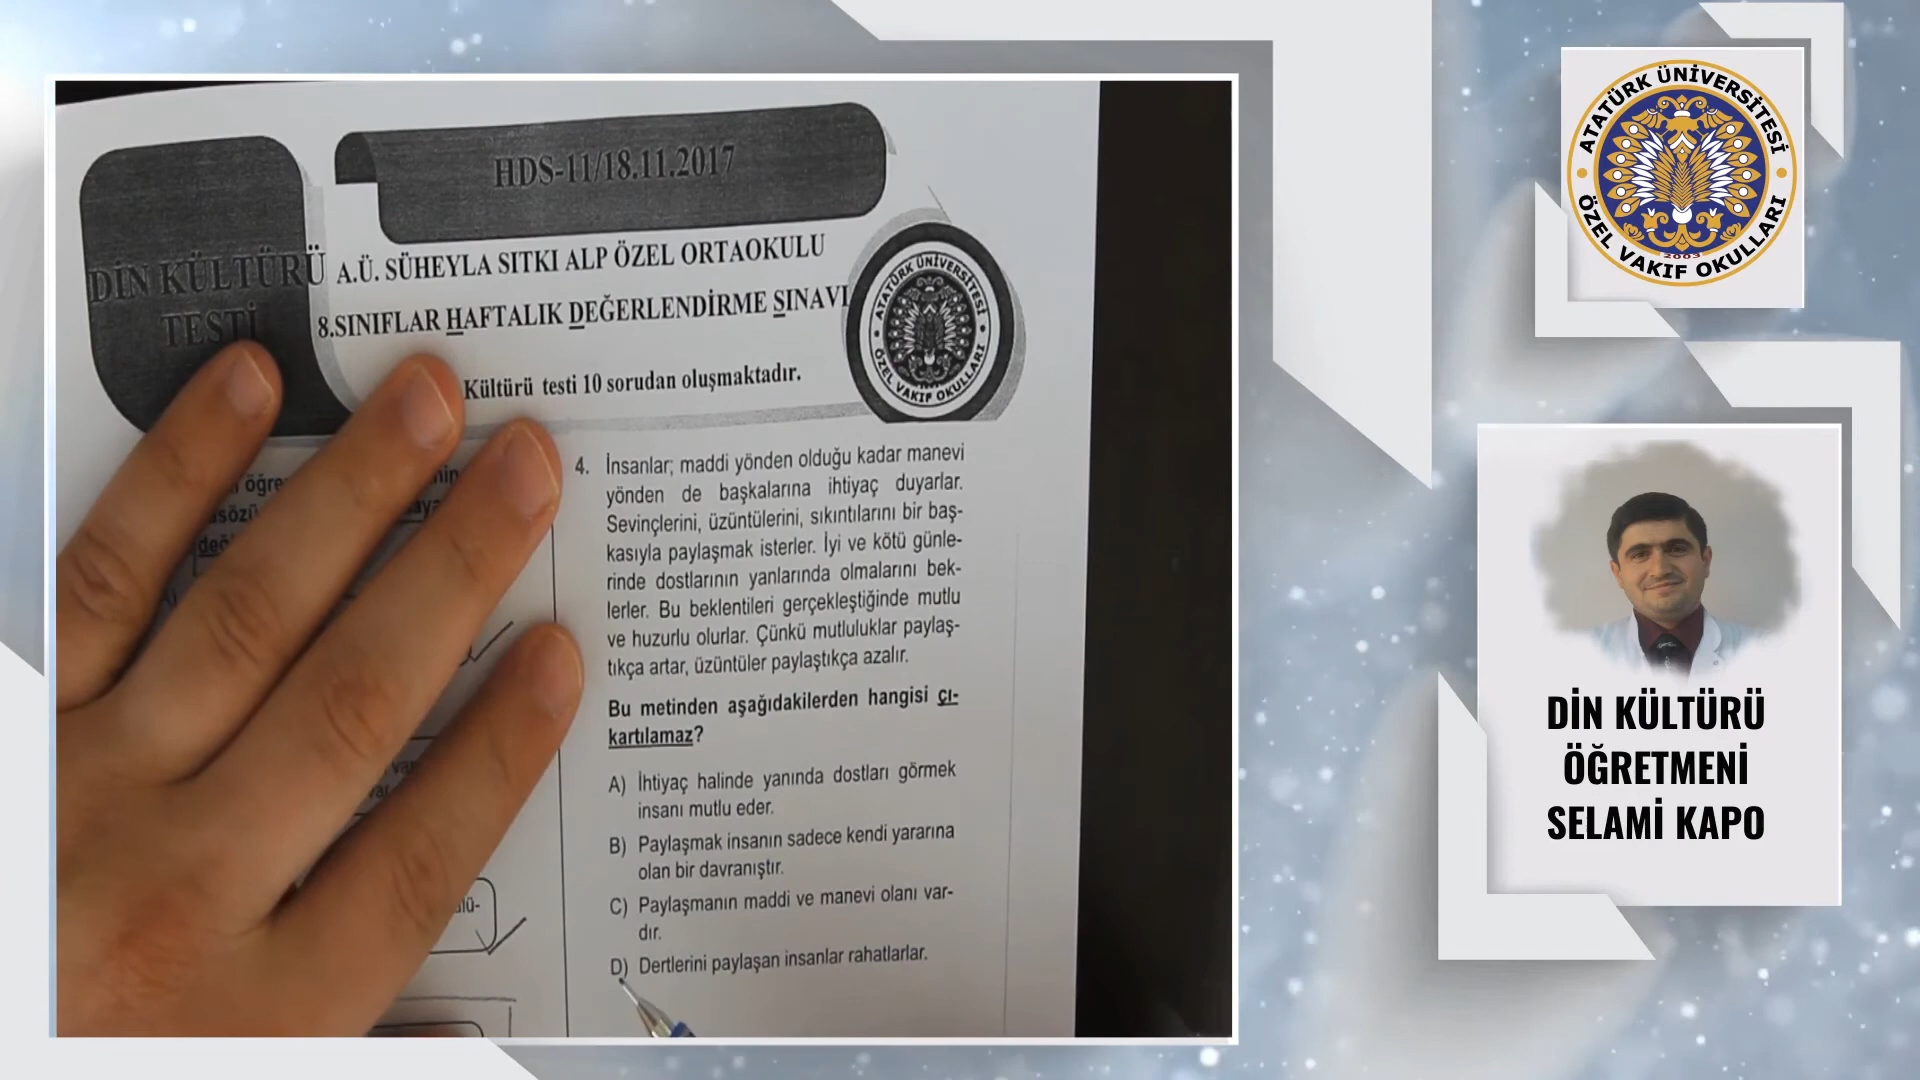 HDS-11/18.11.2017
DİN KÜLTÜRÜ
TESTİ
A.Ü. SÜHEYLA SITKI ALP ÖZEL ORTAOKULU
8.SINIFLAR HAFTALIK DEĞERLENDİRME SINAVI
Kültürü testi 10 sorudan oluşmaktadır.
ATATÜRK ÜNİVERSİTESİ
ÖZEL VAKIF OKULLARI
4. İnsanlar; maddi yönden olduğu kadar manevi
yönden de başkalarına ihtiyaç duyarlar.
Sevinçlerini, üzüntülerini, sıkıntılarını bir baş-
kasıyla paylaşmak isterler. İyi ve kötü günle-
rinde dostlarının yanlarında olmalarını bek-
lerler. Bu beklentileri gerçekleştiğinde mutlu
ve huzurlu olurlar. Çünkü mutluluklar paylaş-
tıkça artar, üzüntüler paylaştıkça azalır.
Bu metinden aşağıdakilerden hangisi çı-
kartılamaz?
A) İhtiyaç halinde yanında dostları görmek
insanı mutlu eder.
B) Paylaşmak insanın sadece kendi yararına
olan bir davranıştır.
C) Paylaşmanın maddi ve manevi olanı var-
dır.
D) Dertlerini paylaşan insanlar rahatlarlar.
ATATÜRK ÜNİVERSİTESİ
ÖZEL VAKIF OKULLARI
2003
DİN KÜLTÜRÜ
ÖĞRETMENİ
SELAMİ KAPO